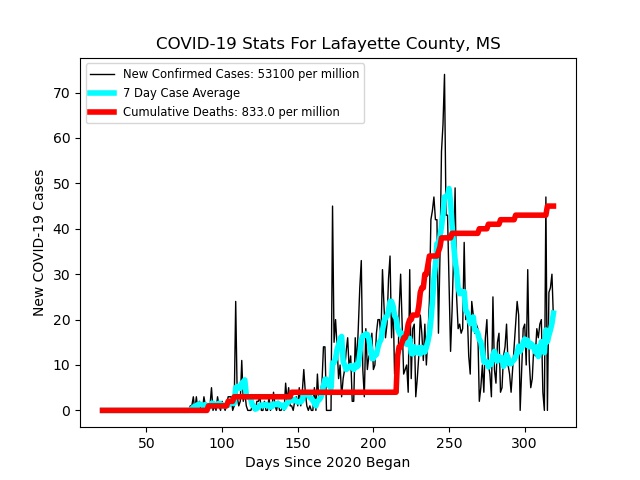 COVID-19 Stats For Lafayette County, MS
New Confirmed Cases: 53100 per million
7 Day Case Average
Cumulative Deaths: 833.0 per million
New COVID-19 Cases
70
60
50
40
30
20
10
0
50 100 150 200 250 300
Days Since 2020 Began